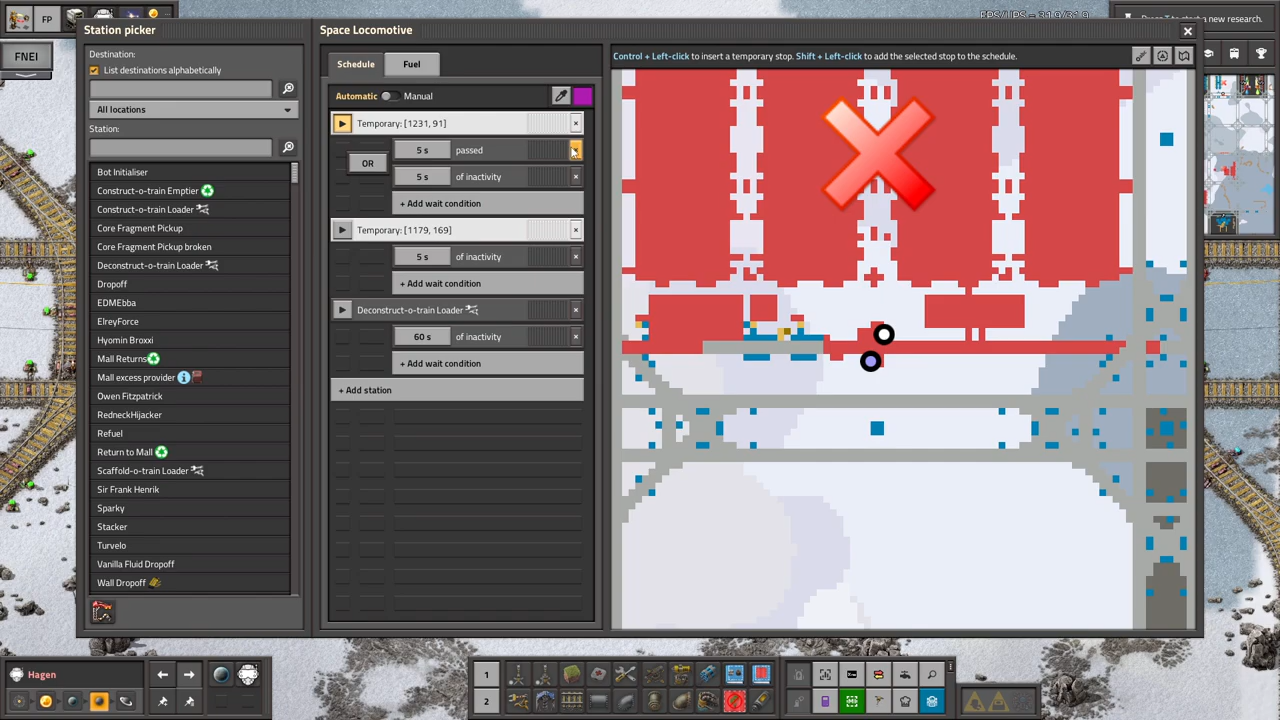 FP
FNEI
Station picker
Destination:
List destinations alphabetically
All locations
Station:
Bot Initialiser
Construct-o-train Emptier
Construct-o-train Loader
Core Fragment Pickup
Core Fragment Pickup broken
Deconstruct-o-train Loader
Dropoff
EDMEbba
ElreyForce
Hyomin Broxxi
Mall Returns
Mall excess provider
Owen Fitzpatrick
RedneckHijacker
Refuel
Return to Mall
Scaffold-o-train Loader
Sir Frank Henrik
Sparky
Stacker
Turvelo
Vanilla Fluid Dropoff
Wall Dropoff
Space Locomotive
Schedule
Fuel
Automatic
Manual
Temporary: [1231, 91]
5 s passed
OR
5 s of inactivity
+ Add wait condition
Temporary: [1179, 169]
5 s of inactivity
+ Add wait condition
Deconstruct-o-train Loader
60 s of inactivity
+ Add wait condition
+ Add station
Control + Left-click to insert a temporary stop. Shift + Left-click to add the selected stop to the schedule.
Hagen
1
2